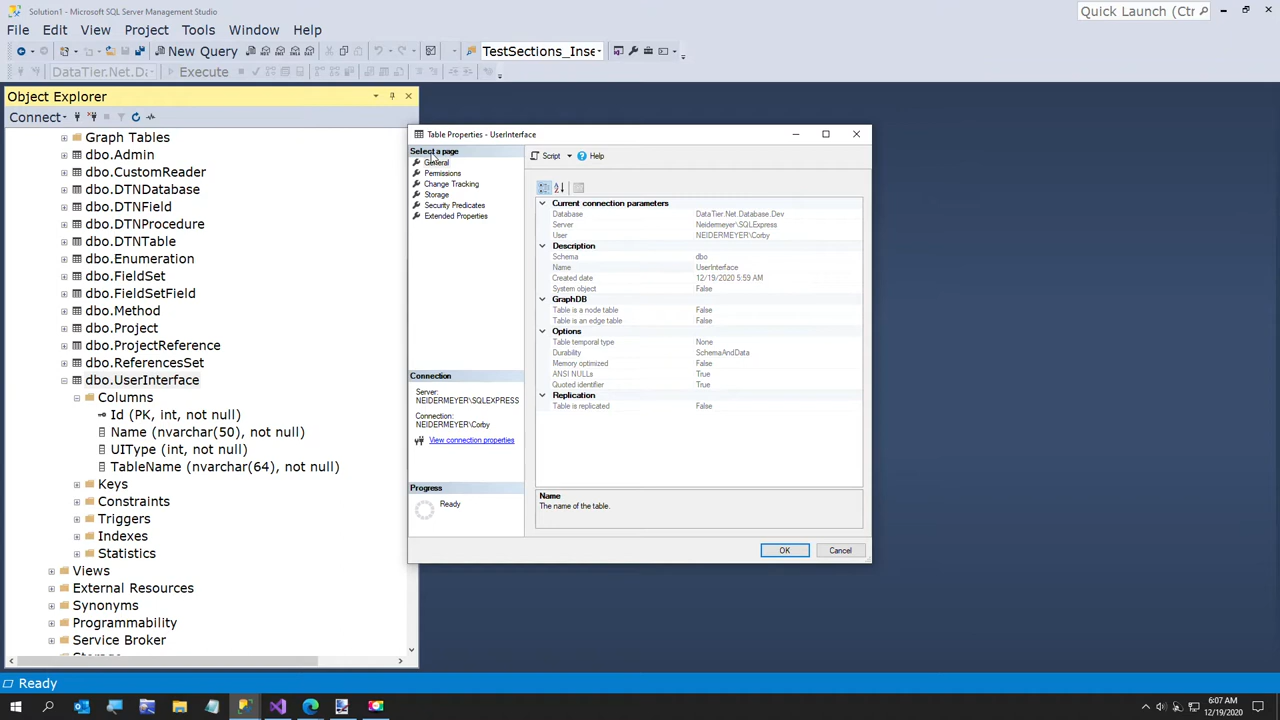 Solution1 - Microsoft SQL Server Management Studio
Quick Launch (Ctr
File Edit View Project Tools Window Help
New Query
TestSections_Inse
DataTier.Net.Da
Execute
Object Explorer
Connect
Graph Tables
dbo.Admin
dbo.CustomReader
dbo.DTNDatabase
dbo.DTNField
dbo.DTNProcedure
dbo.DTNTable
dbo.Enumeration
dbo.FieldSet
dbo.FieldSetField
dbo.Method
dbo.Project
dbo.ProjectReference
dbo.ReferencesSet
dbo.UserInterface
Columns
Id (PK, int, not null)
Name (nvarchar(50), not null)
UIType (int, not null)
TableName (nvarchar(64), not null)
Keys
Constraints
Triggers
Indexes
Statistics
Views
External Resources
Synonyms
Programmability
Service Broker
Table Properties - UserInterface
Select a page
General
Permissions
Change Tracking
Storage
Security Predicates
Extended Properties
Connection
Server:
NEIDERMEYER\SQLEXPRESS
Connection:
NEIDERMEYER\Corby
View connection properties
Progress
Ready
Script Help
Current connection parameters
Database DataTier.Net.Database.Dev
Server Neidermeyer\SQLExpress
User NEIDERMEYER\Corby
Description
Schema dbo
Name UserInterface
Created date 12/19/2020 5:59 AM
System object False
GraphDB
Table is a node table False
Table is an edge table False
Options
Table temporal type None
Durability SchemaAndData
Memory optimized False
ANSI NULLs True
Quoted identifier True
Replication
Table is replicated False
Name
The name of the table.
OK Cancel
Ready
6:07 AM
12/19/2020